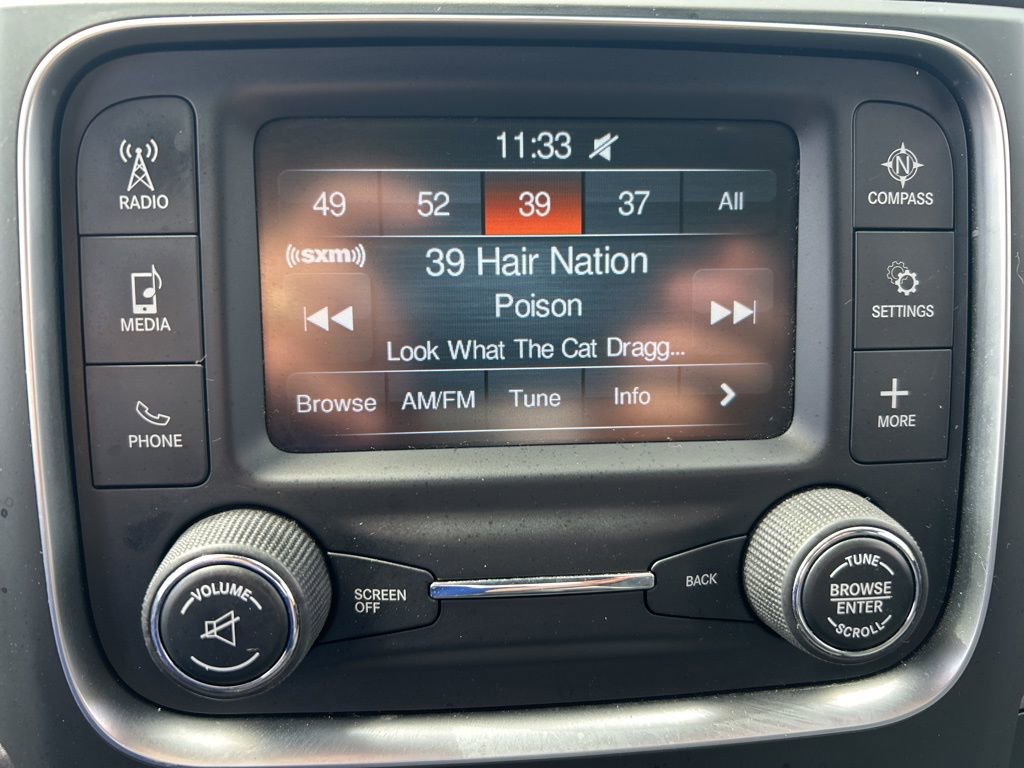 RADIO
MEDIA
PHONE
11:33
49 52 39 37 All
((sxm))
39 Hair Nation
Poison
Look What The Cat Dragg...
Browse AM/FM Tune Info
N
COMPASS
SETTINGS
MORE
VOLUME
SCREEN
OFF
BACK
TUNE
BROWSE
ENTER
SCROLL